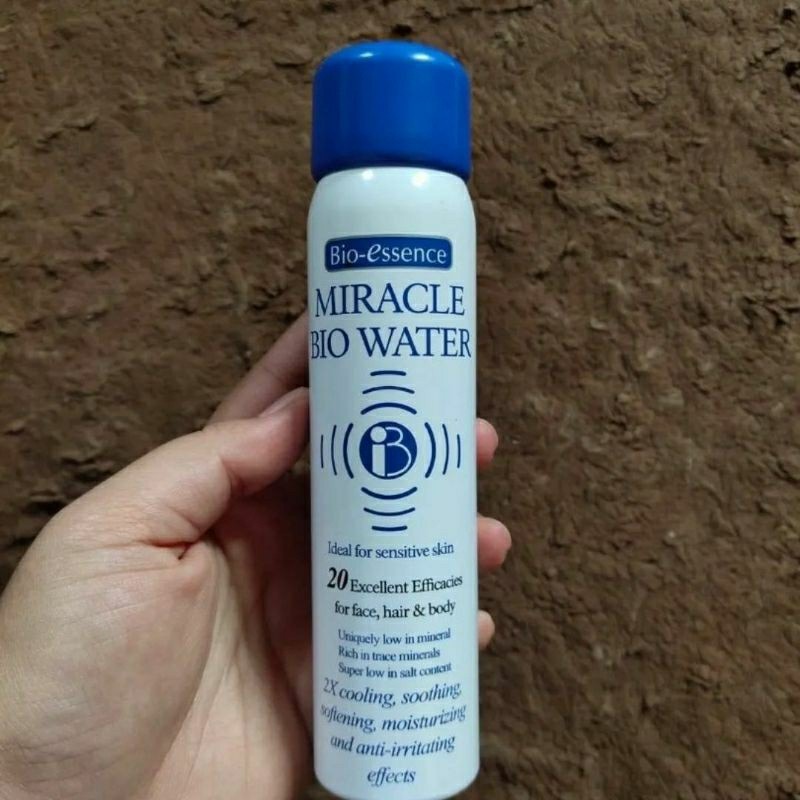 Bio-essence
MIRACLE
BIO WATER
iB
Ideal for sensitive skin
20 Excellent Efficacies
for face, hair & body
Uniquely low in mineral
Rich in trace minerals
Super low in salt content
2X cooling, soothing,
softening, moisturizing
and anti-irritating
effects